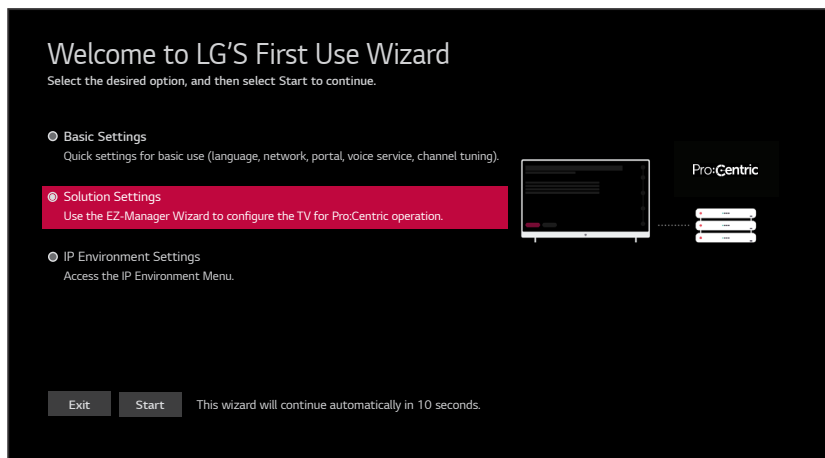 Welcome to LG'S First Use Wizard
Select the desired option, and then select Start to continue.
Basic Settings
Quick settings for basic use (language, network, portal, voice service, channel tuning).
Pro:Centric
Solution Settings
Use the EZ-Manager Wizard to configure the TV for Pro:Centric operation.
IP Environment Settings
Access the IP Environment Menu.
Exit Start This wizard will continue automatically in 10 seconds.